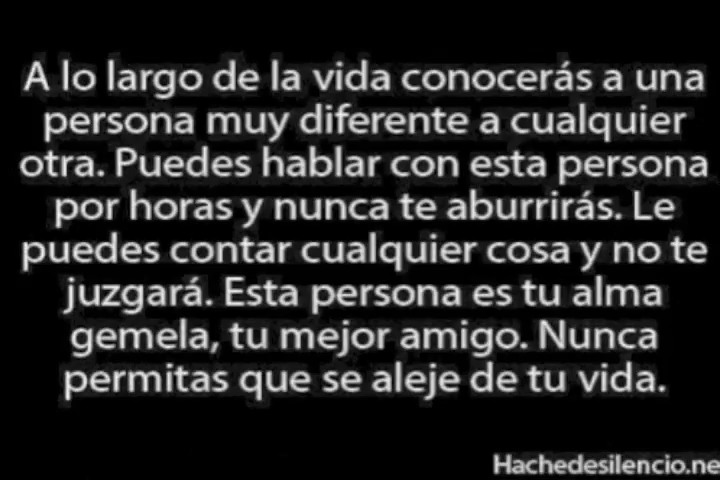 A lo largo de la vida conocerás a una
persona muy diferente a cualquier
otra. Puedes hablar con esta persona
por horas y nunca te aburrirás. Le
puedes contar cualquier cosa y no te
juzgará. Esta persona es tu alma
gemela, tu mejor amigo. Nunca
permitas que se aleje de tu vida.
Hachedesilencio.ne